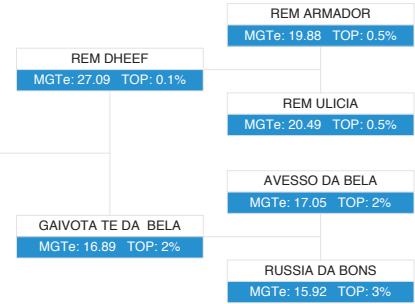 REM ARMADOR
MGTe: 19.88 TOP: 0.5%
REM DHEEF
MGTe: 27.09 TOP: 0.1%
REM ULICIA
MGTe: 20.49 TOP: 0.5%
AVESSO DA BELA
MGTe: 17.05 TOP: 2%
GAIVOTA TE DA BELA
MGTe: 16.89 TOP: 2%
RUSSIA DA BONS
MGTe: 15.92 TOP: 3%